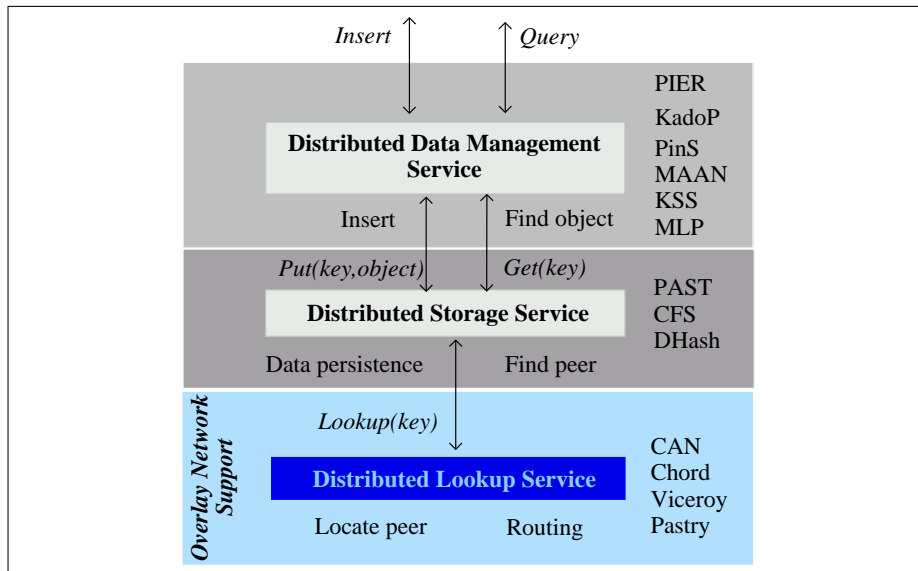 Insert
Query
PIER
KadoP
Distributed Data Management
Service
PinS
MAAN
KSS
MLP
Insert
Find object
Put(key,object)
Get(key)
PAST
CFS
DHash
Distributed Storage Service
Data persistence
Find peer
Overlay Network
Support
Lookup(key)
CAN
Chord
Viceroy
Pastry
Distributed Lookup Service
Locate peer
Routing